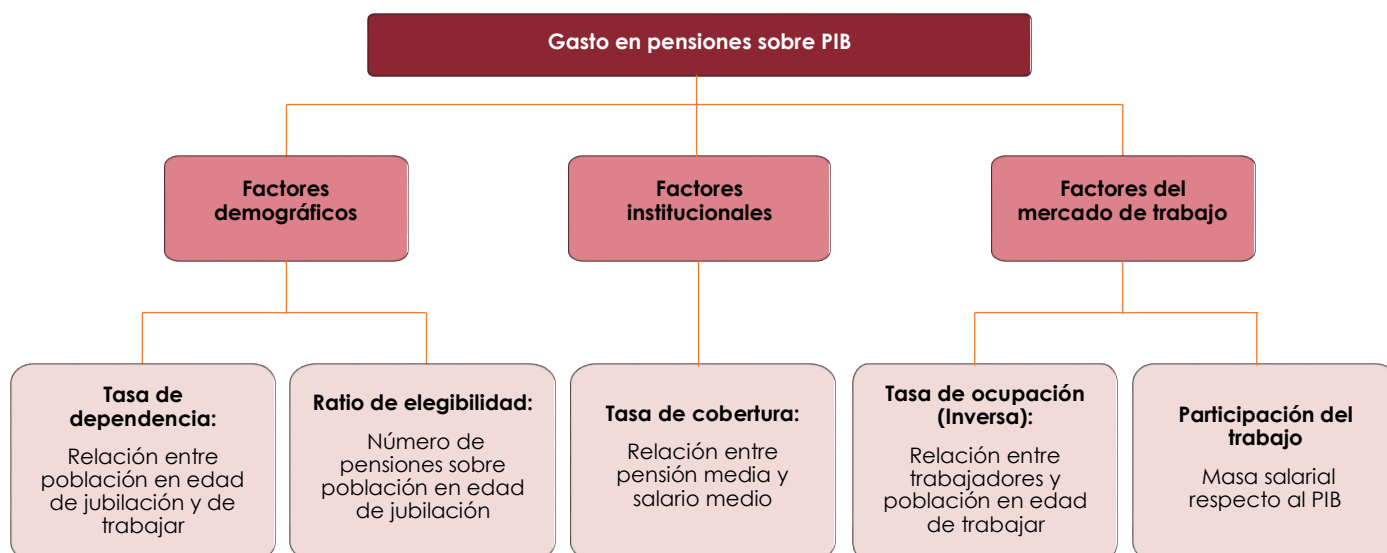 Gasto en pensiones sobre PIB
Factores
demográficos
Factores
institucionales
Factores del
mercado de trabajo
Tasa de
dependencia:
Relación entre
población en edad
de jubilación y de
trabajar
Ratio de elegibilidad:
Número de
pensiones sobre
población en edad
de jubilación
Tasa de cobertura:
Relación entre
pensión media y
salario medio
Tasa de ocupación
(Inversa):
Relación entre
trabajadores y
población en edad
de trabajar
Participación del
trabajo
Masa salarial
respecto al PIB